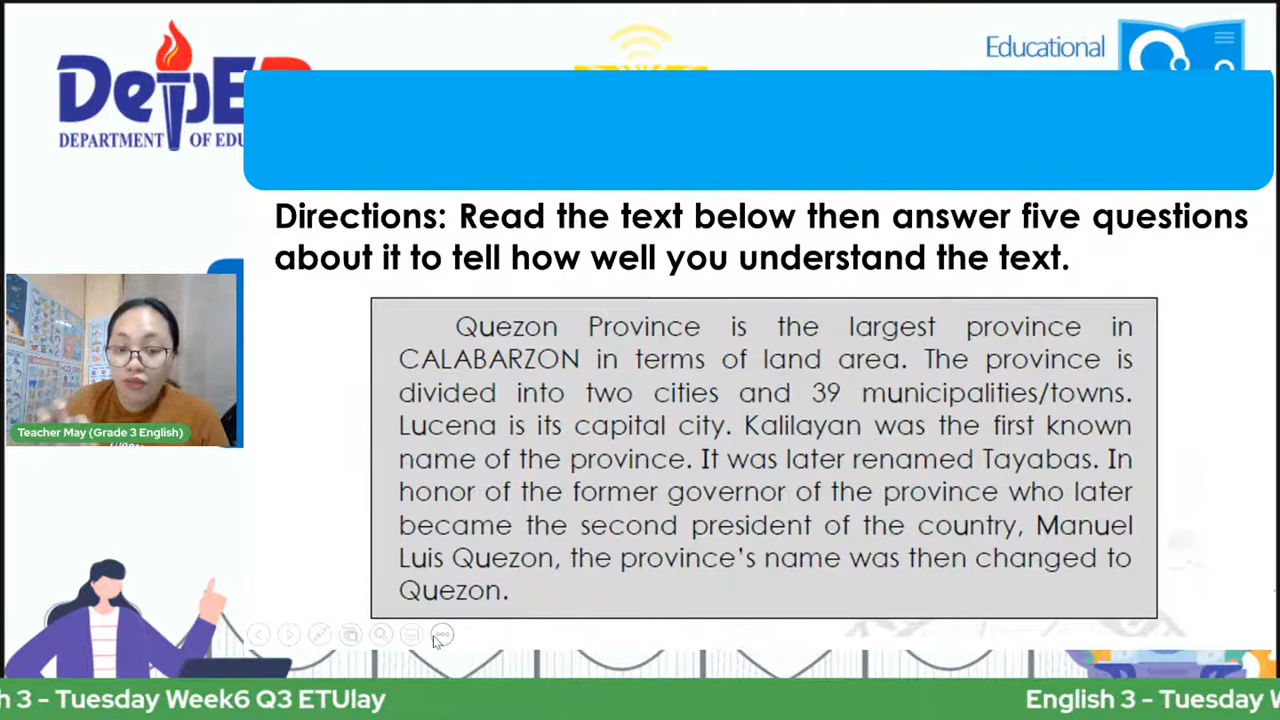 Educational
DepED
DEPARTMENT OF EDU
Directions: Read the text below then answer five questions
about it to tell how well you understand the text.
Quezon Province is the largest province in
CALABARZON in terms of land area. The province is
divided into two cities and 39 municipalities/towns.
Lucena is its capital city. Kalilayan was the first known
name of the province. It was later renamed Tayabas. In
honor of the former governor of the province who later
became the second president of the country, Manuel
Luis Quezon, the province's name was then changed to
Quezon.
Teacher May (Grade 3 English)
h 3 - Tuesday Week6 Q3 ETUlay
English 3 - Tuesday W